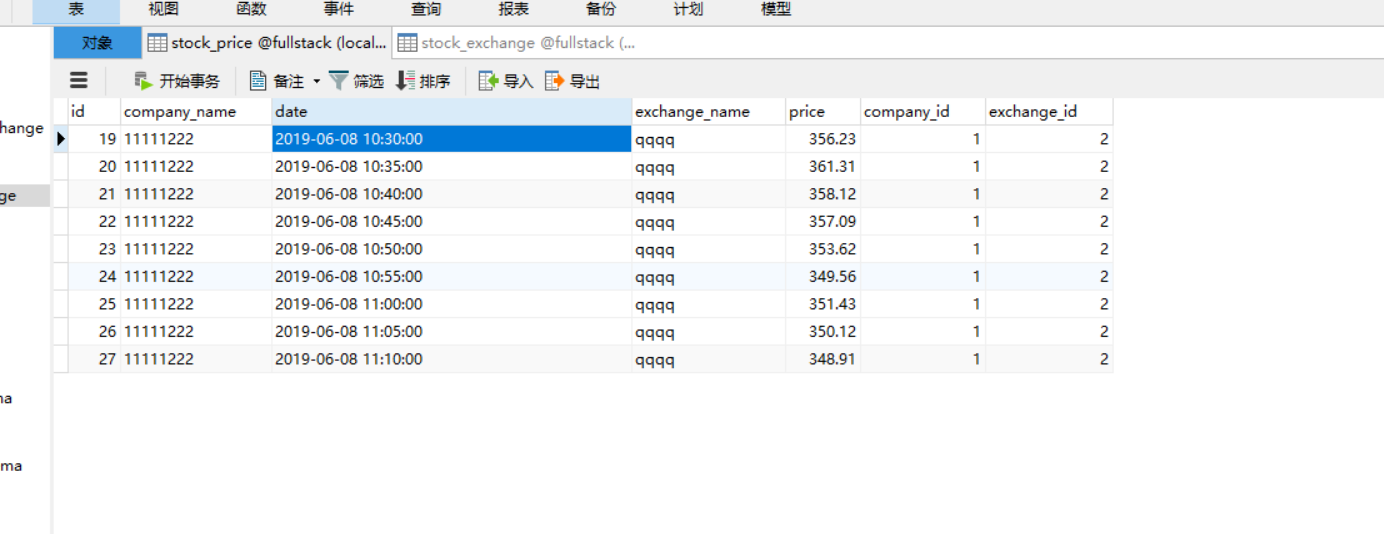 表 视图 函数 事件 查询 报表 备份 计划 模型
对象 stock_price @fullstack (local... stock_exchange @fullstack (...
开始事务 备注 筛选 排序 导入 导出
id company_name date exchange_name price company_id exchange_id
hange
19 11111222 2019-06-08 10:30:00 qqqq 356.23 1 2
20 11111222 2019-06-08 10:35:00 qqqq 361.31 1 2
ge
21 11111222 2019-06-08 10:40:00 qqqq 358.12 1 2
22 11111222 2019-06-08 10:45:00 qqqq 357.09 1 2
23 11111222 2019-06-08 10:50:00 qqqq 353.62 1 2
24 11111222 2019-06-08 10:55:00 qqqq 349.56 1 2
25 11111222 2019-06-08 11:00:00 qqqq 351.43 1 2
26 11111222 2019-06-08 11:05:00 qqqq 350.12 1 2
27 11111222 2019-06-08 11:10:00 qqqq 348.91 1 2
na
ma